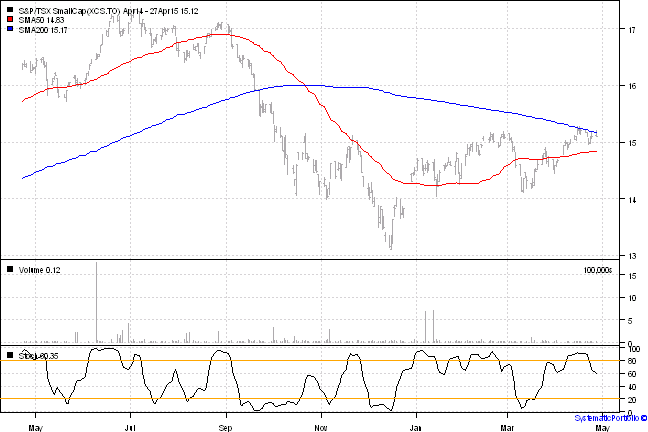 S&P/TSX SmallCap(XCS.TO) Apr14 - 27Apr15 15.12
SMA50 14.83
SMA200 15.17
17
16
15
14
13
Volume 0.12
100,000s
15
10
5
0
100
80
60
40
20
0
May
Jul
Sep
Nov
Jan
Mar
May
SystematicPortfolio ©